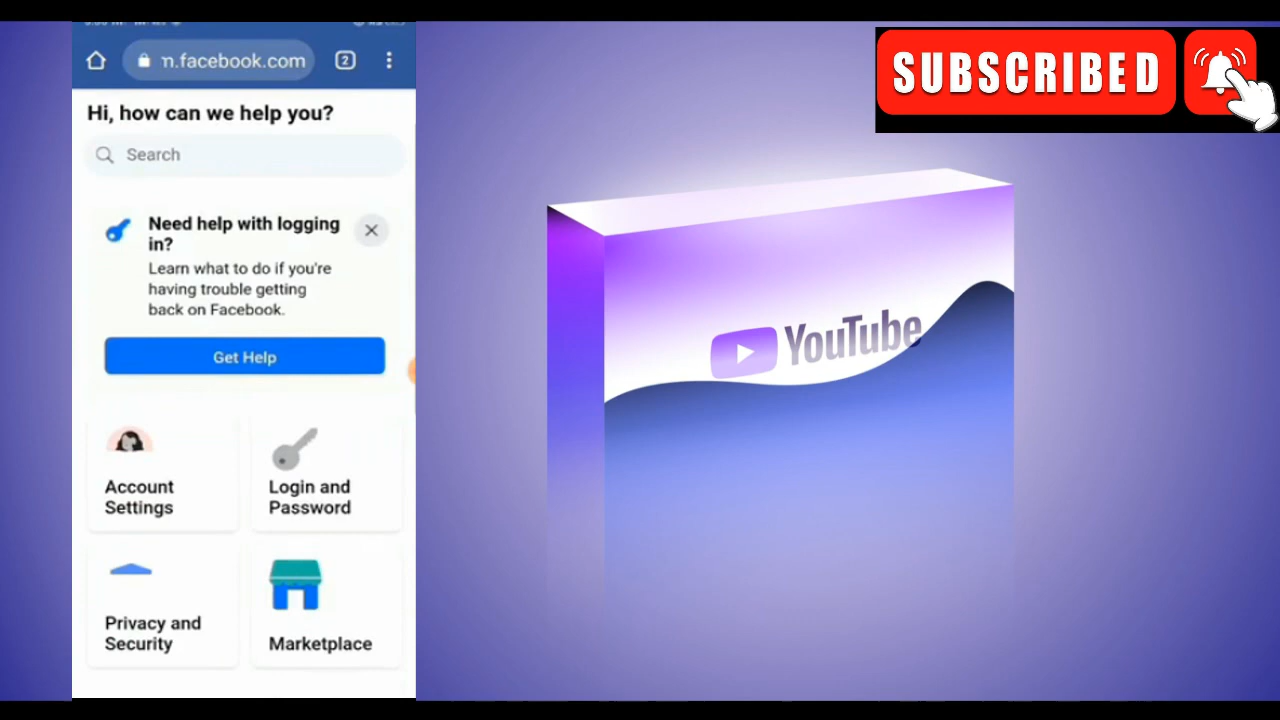 m.facebook.com
2
Hi, how can we help you?
Search
Need help with logging
in?
Learn what to do if you're
having trouble getting
back on Facebook.
Get Help
Account
Settings
Login and
Password
Privacy and
Security
Marketplace
SUBSCRIBED
YouTube